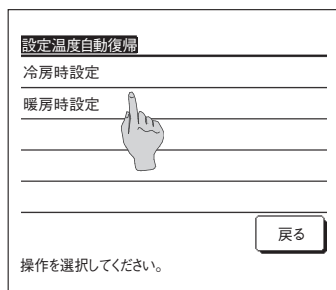 設定温度自動復帰
冷房時設定
暖房時設定
戻る
操作を選択してください。